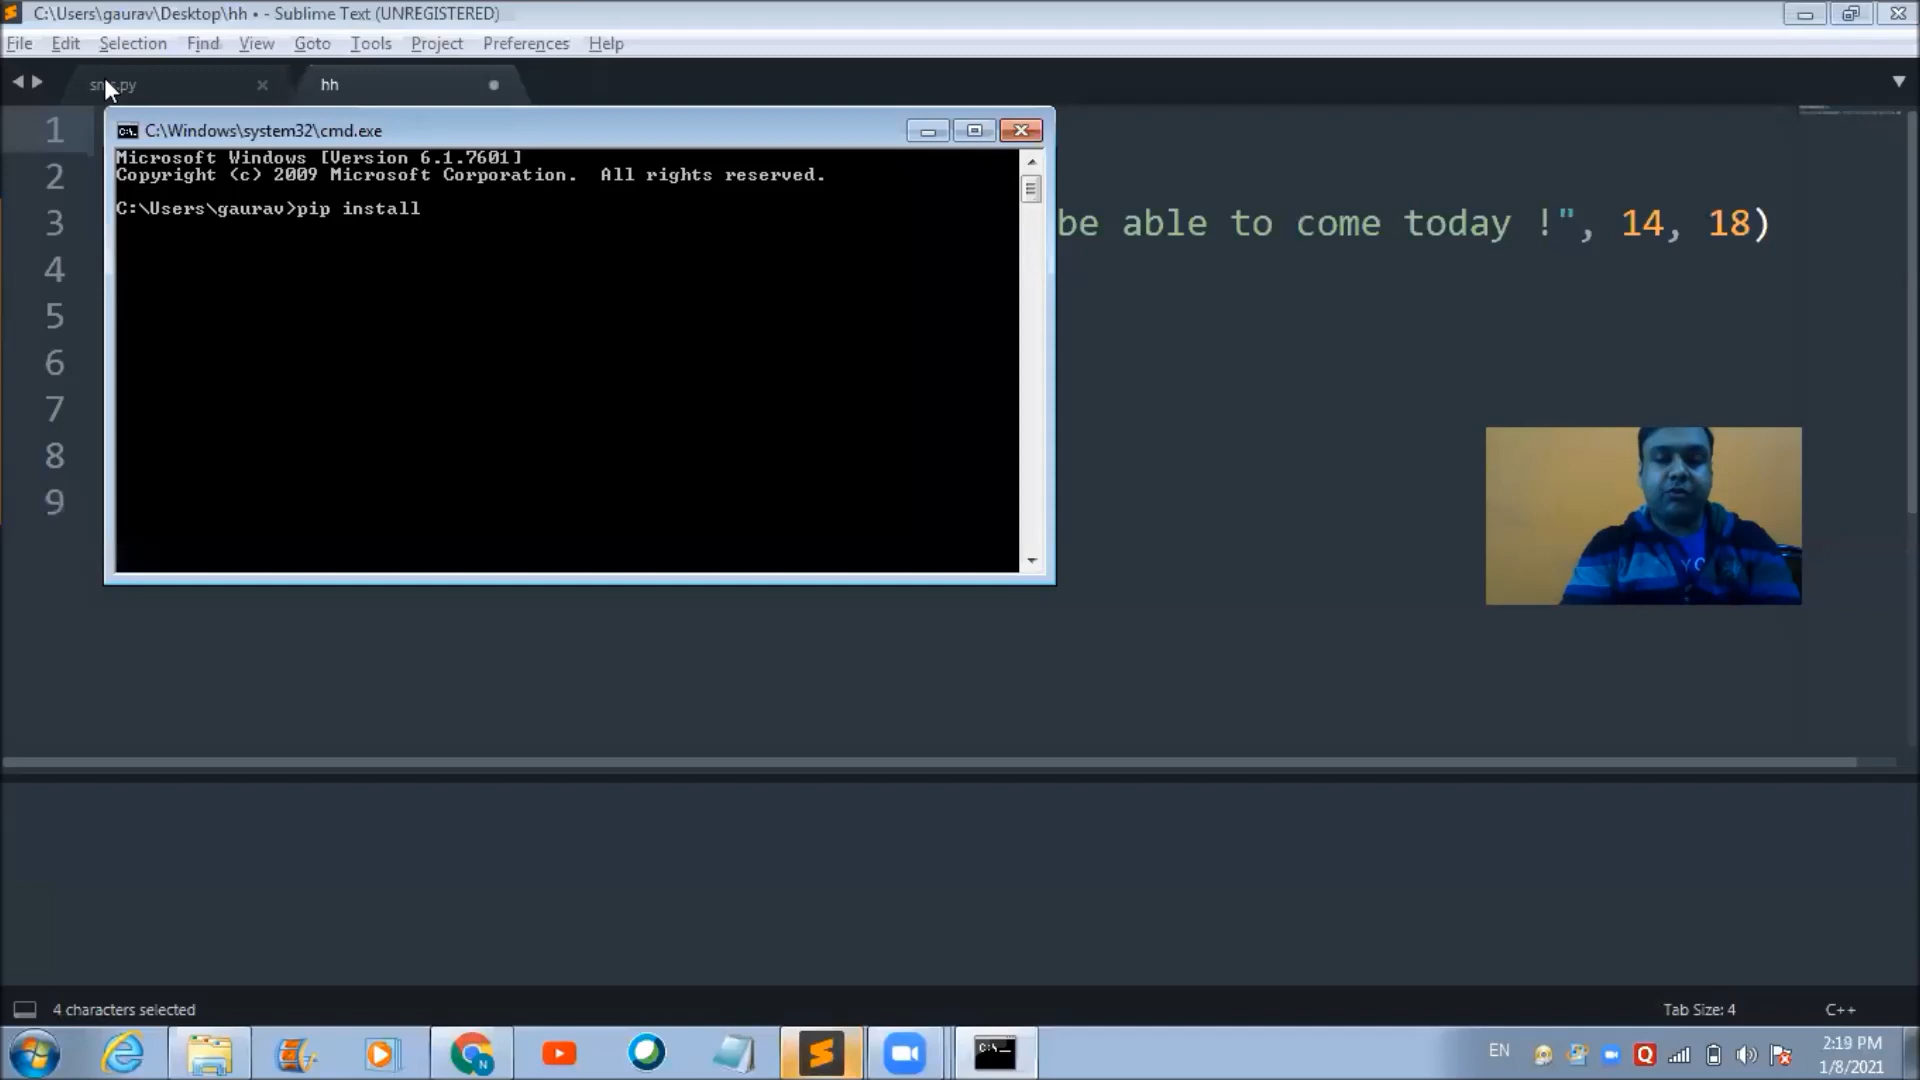 C:\Users\gaurav\Desktop\hh • - Sublime Text (UNREGISTERED)
File Edit Selection Find View Goto Tools Project Preferences Help
hh
C:\Windows\system32\cmd.exe
Microsoft Windows [Version 6.1.7601]
Copyright (c) 2009 Microsoft Corporation.  All rights reserved.
C:\Users\gaurav>pip install
1
2
3 be able to come today !", 14, 18)
4
5
6
7
8
9
4 characters selected
Tab Size: 4
C++
EN
2:19 PM
1/8/2021